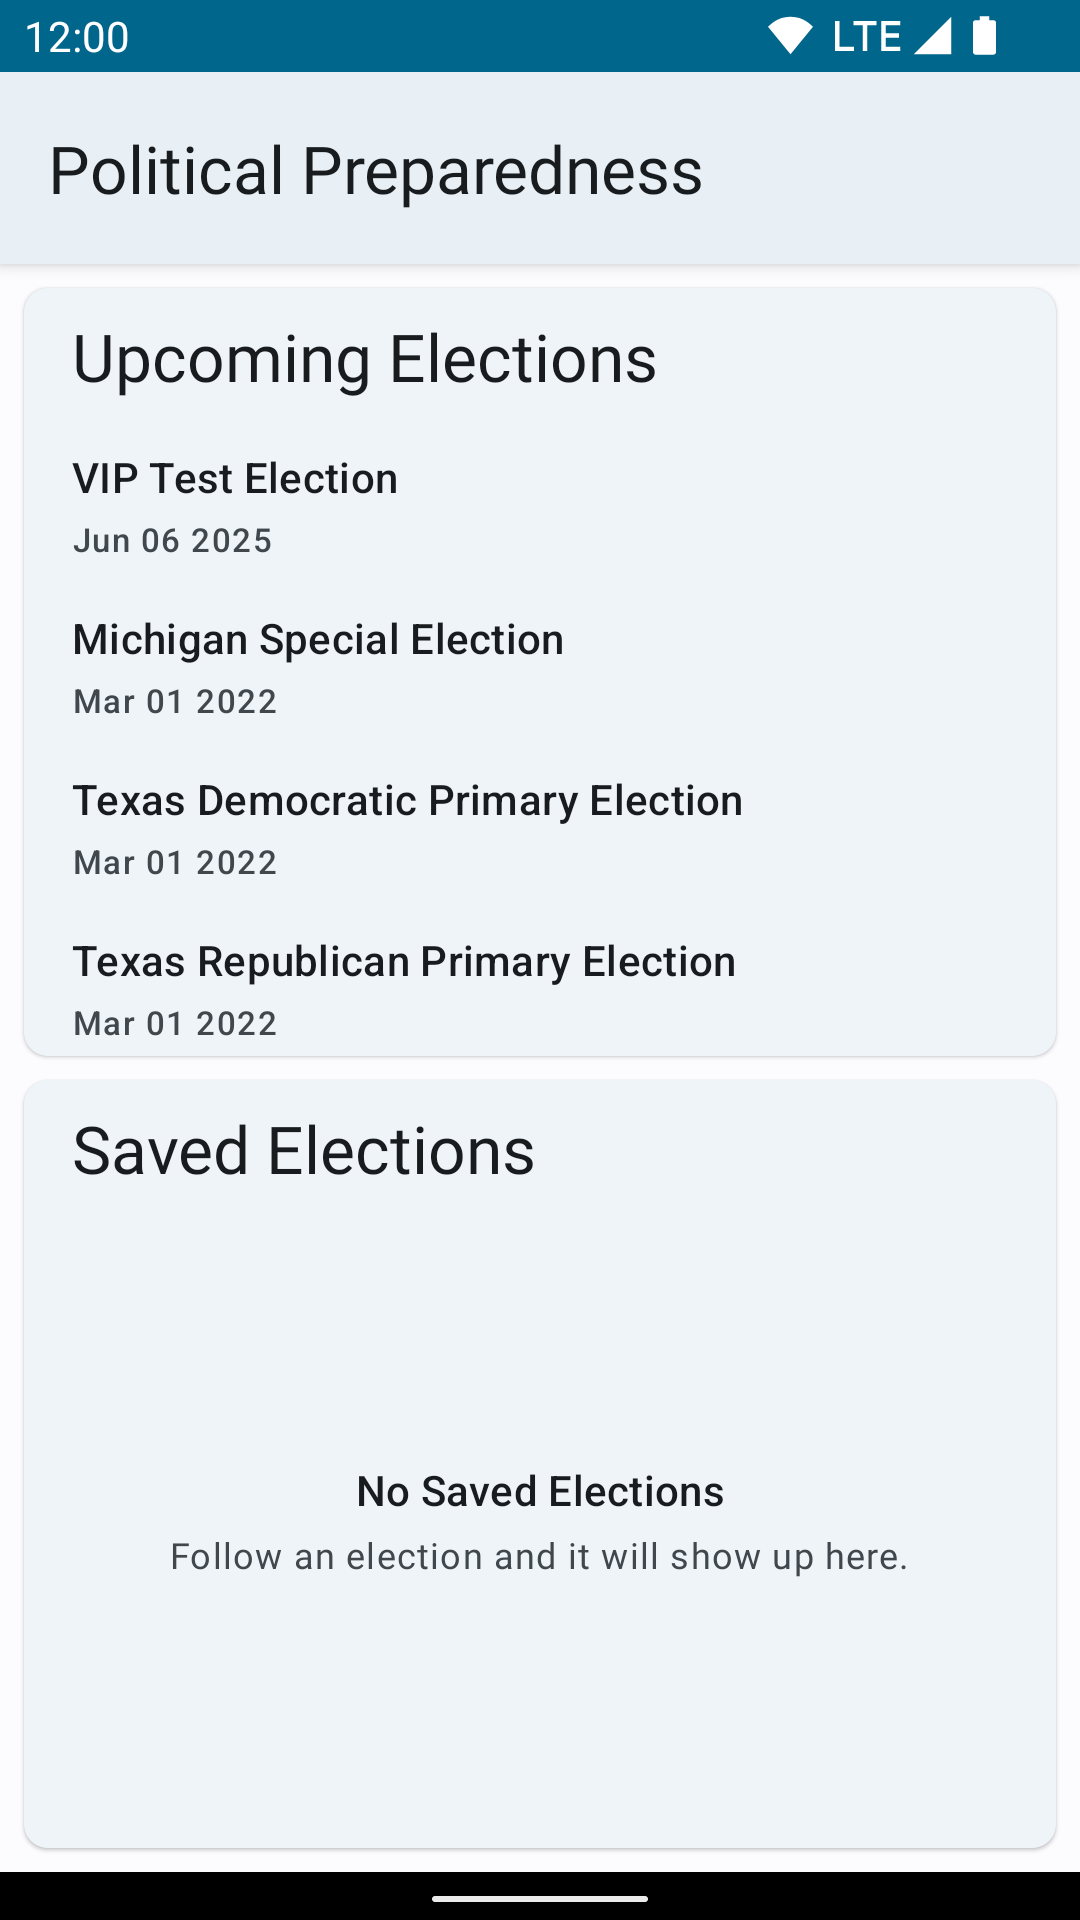 12:00
LTE
Political Preparedness
Upcoming Elections
VIP Test Election
Jun 06 2025
Michigan Special Election
Mar 01 2022
Texas Democratic Primary Election
Mar 01 2022
Texas Republican Primary Election
Mar 01 2022
Saved Elections
No Saved Elections
Follow an election and it will show up here.